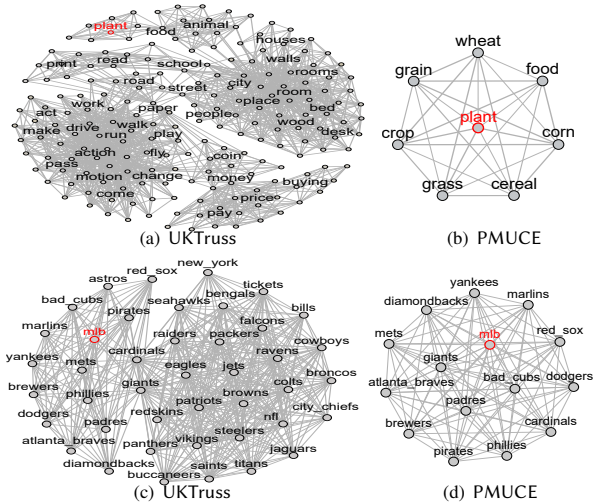 plant
animal
food
houses
walls
print
read
school
rooms
road
city
room
street
work
place
bed
act
paper
people
make
drive
walk
wood
run
play
desk
action
fly
pass
coin
motion
change
money
buying
come
price
pay
(a) UKTruss
wheat
grain
food
plant
crop
corn
grass
cereal
(b) PMUCE
new_york
red_sox
astros
tickets
bengals
bad_cubs
seahawks
bills
pirates
falcons
marlins
mlb
raiders
packers
cowboys
yankees
mets
cardinals
ravens
eagles
jets
broncos
brewers
phillies
giants
colts
browns
dodgers
padres
redskins
patriots
nfl
city_chiefs
steelers
atlanta_braves
panthers
vikings
jaguars
diamondbacks
saints
titans
buccaneers
(c) UKTruss
yankees
diamondbacks
marlins
mlb
mets
red_sox
giants
atlanta_braves
bad_cubs
dodgers
padres
brewers
cardinals
pirates
phillies
(d) PMUCE